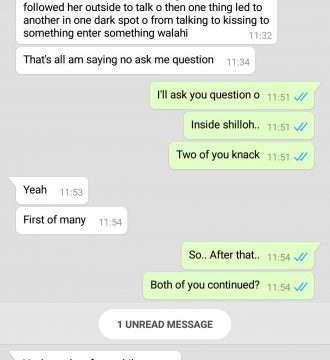 followed her outside to talk o then one thing led to
another in one dark spot o from talking to kissing to
something enter something walahi
11:32
That's all am saying no ask me question 11:34
I'll ask you question o 11:51
Inside shilloh.. 11:51
Two of you knack 11:51
Yeah 11:53
First of many 11:54
So.. After that.. 11:54
Both of you continued? 11:54
1 UNREAD MESSAGE